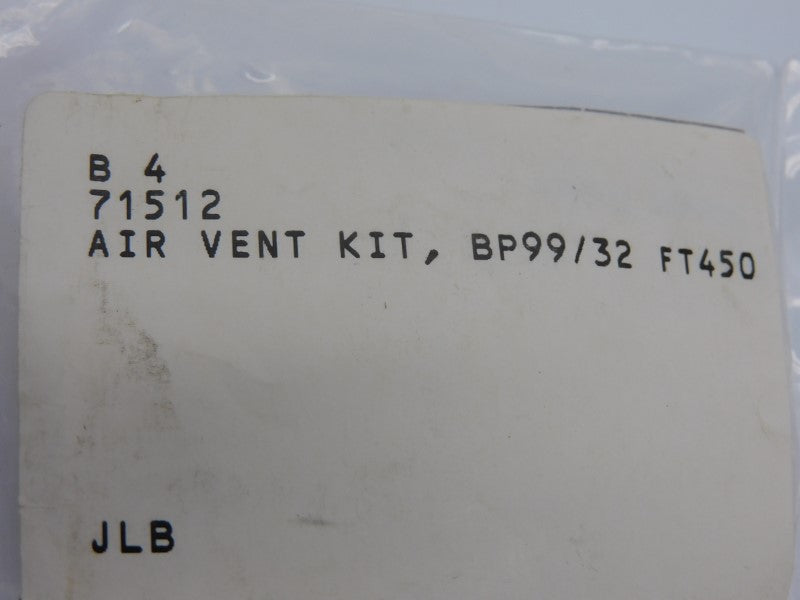 B 4
71512
AIR VENT KIT, BP99/32 FT450
JLB